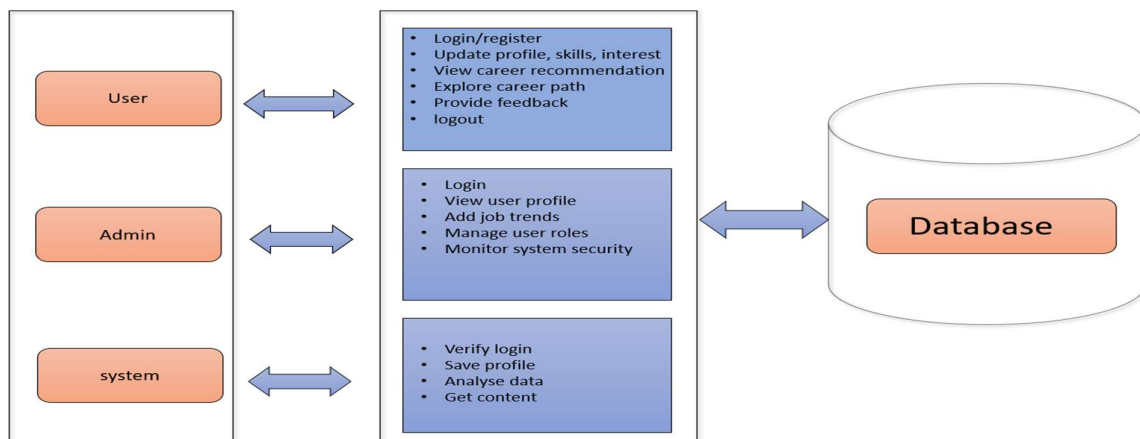 User
• Login/register
• Update profile, skills, interest
• View career recommendation
• Explore career path
• Provide feedback
• logout
Admin
• Login
• View user profile
• Add job trends
• Manage user roles
• Monitor system security
system
• Verify login
• Save profile
• Analyse data
• Get content
Database